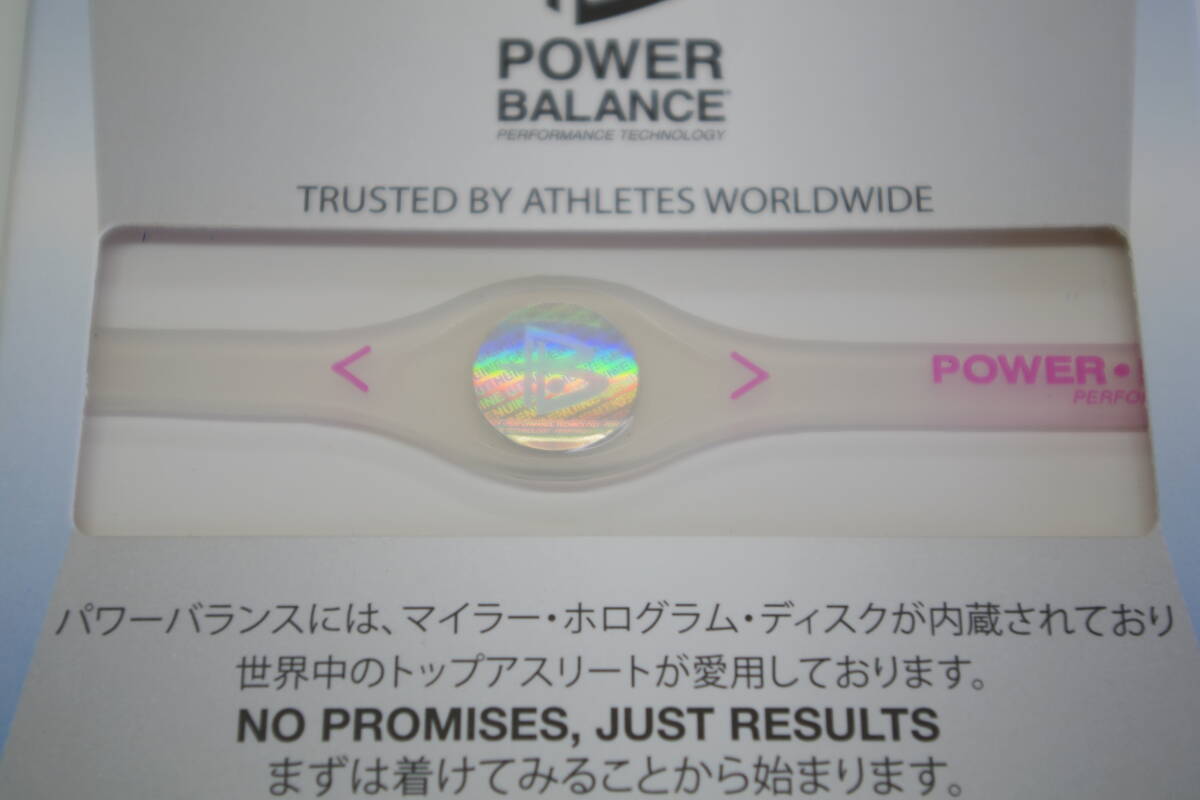 POWER
BALANCE™
PERFORMANCE TECHNOLOGY
TRUSTED BY ATHLETES WORLDWIDE
< >
POWER •
パワーバランスには、マイラー・ホログラム・ディスクが内蔵されており
世界中のトップアスリートが愛用しております。
NO PROMISES, JUST RESULTS
まずは着けてみることから始まります。